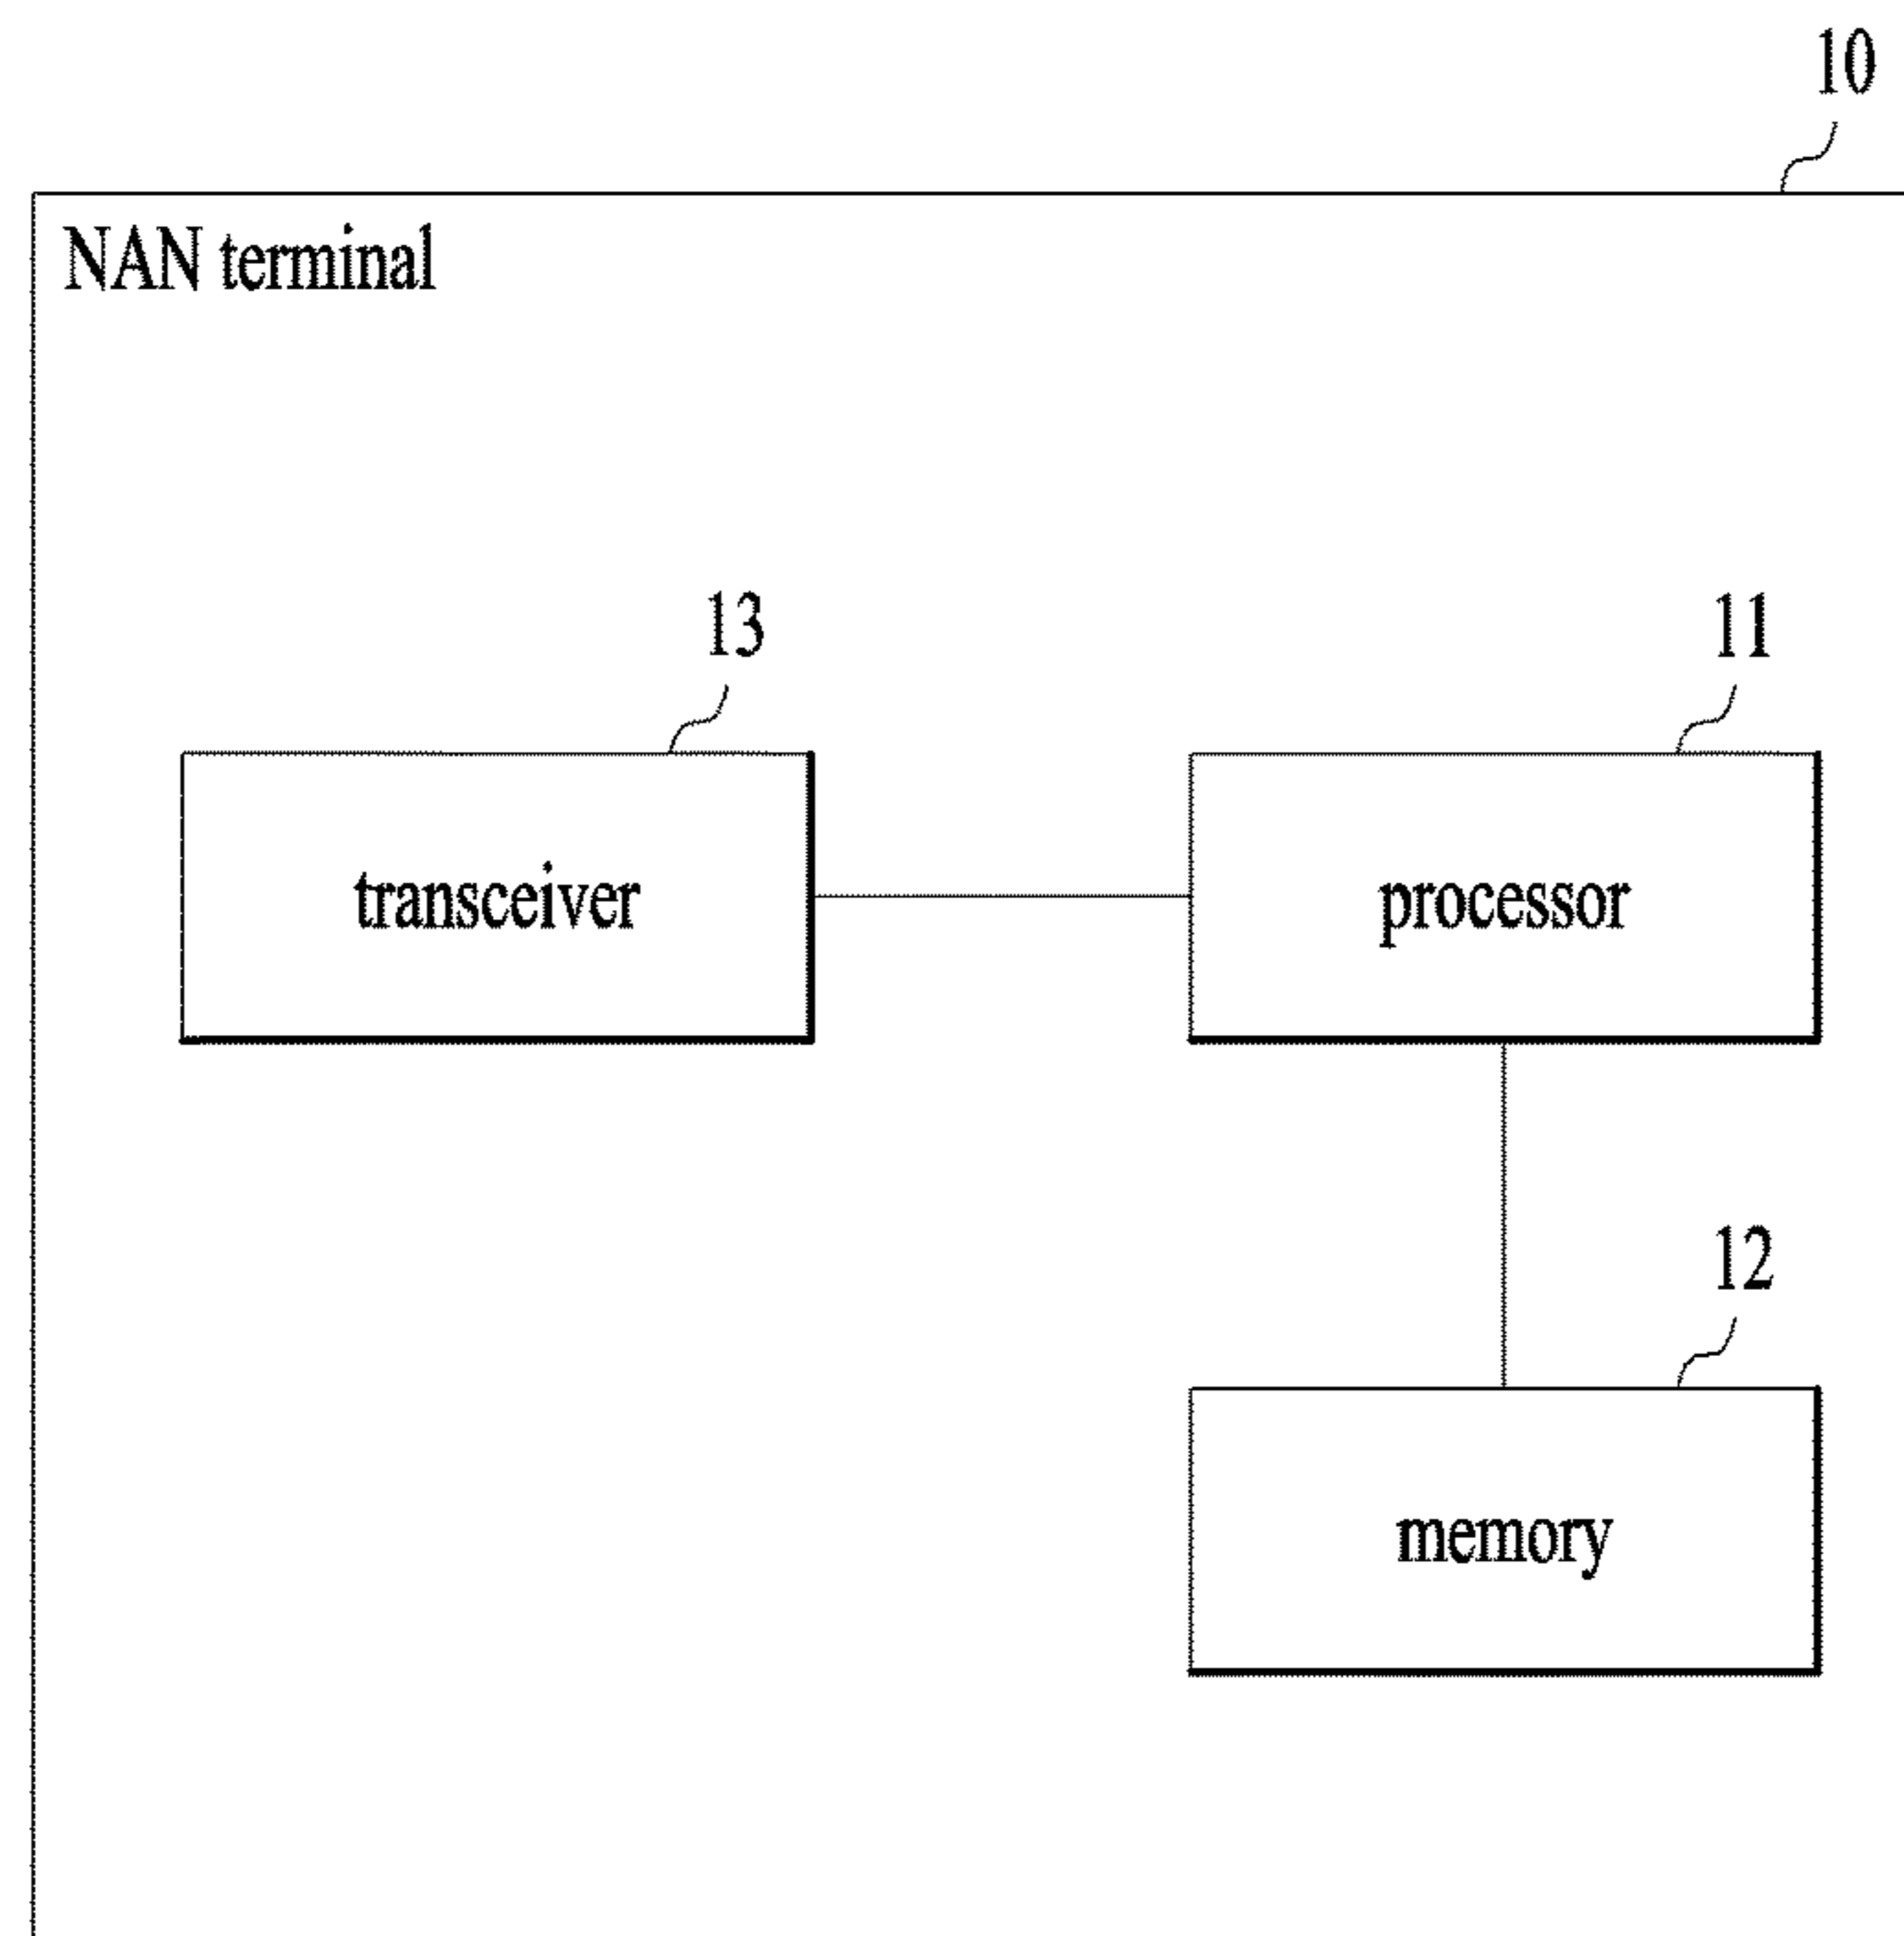 10
NAN terminal
13
11
transceiver
processor
12
memory